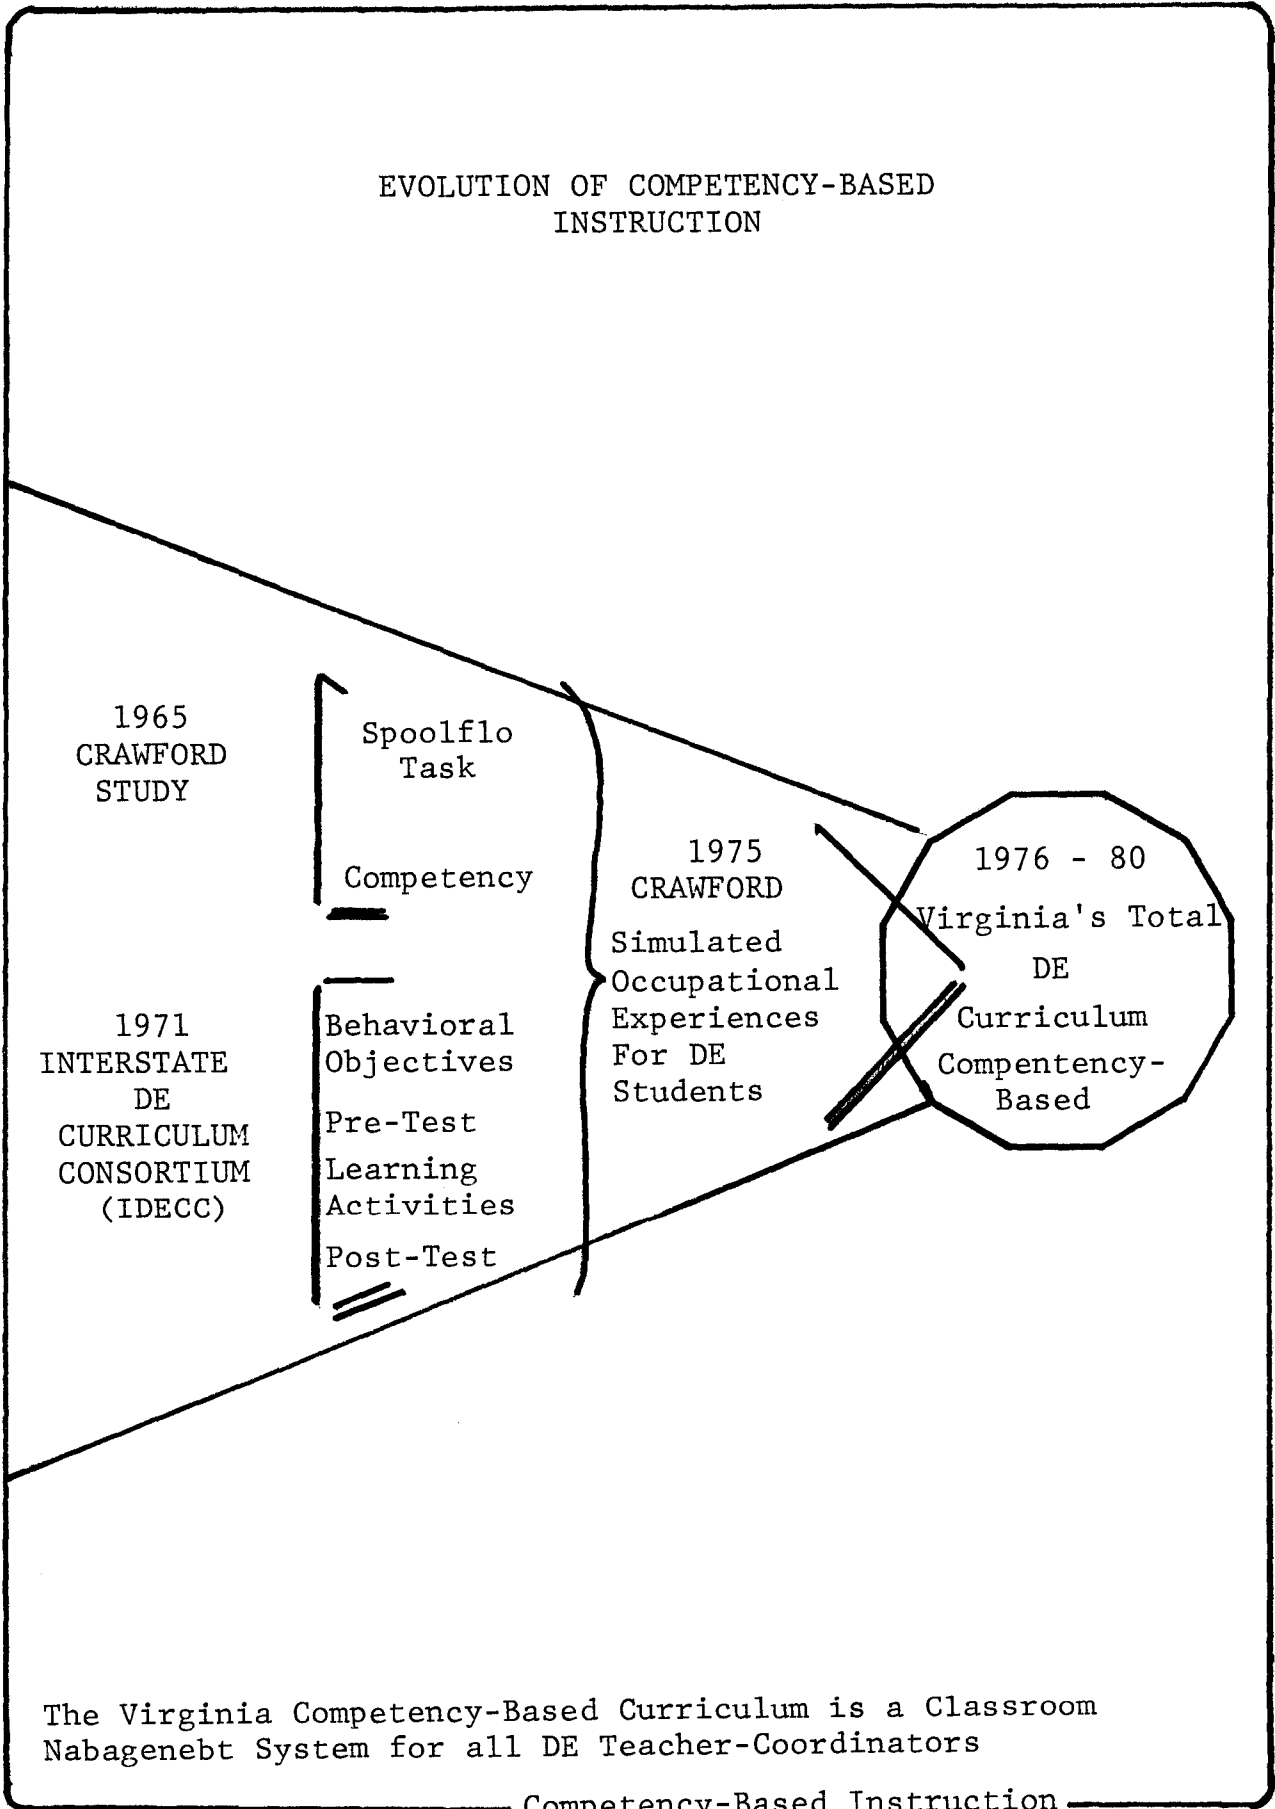 EVOLUTION OF COMPETENCY-BASED
INSTRUCTION
1965
CRAWFORD
STUDY
Spoolflo
Task
Competency
1971
INTERSTATE
DE
CURRICULUM
CONSORTIUM
(IDECC)
Behavioral
Objectives
Pre-Test
Learning
Activities
Post-Test
1975
CRAWFORD
Simulated
Occupational
Experiences
For DE
Students
1976 - 80
Virginia's Total
DE
Curriculum
Compentency-
Based
The Virginia Competency-Based Curriculum is a Classroom
Nabagenebt System for all DE Teacher-Coordinators
Competency-Based Instruction